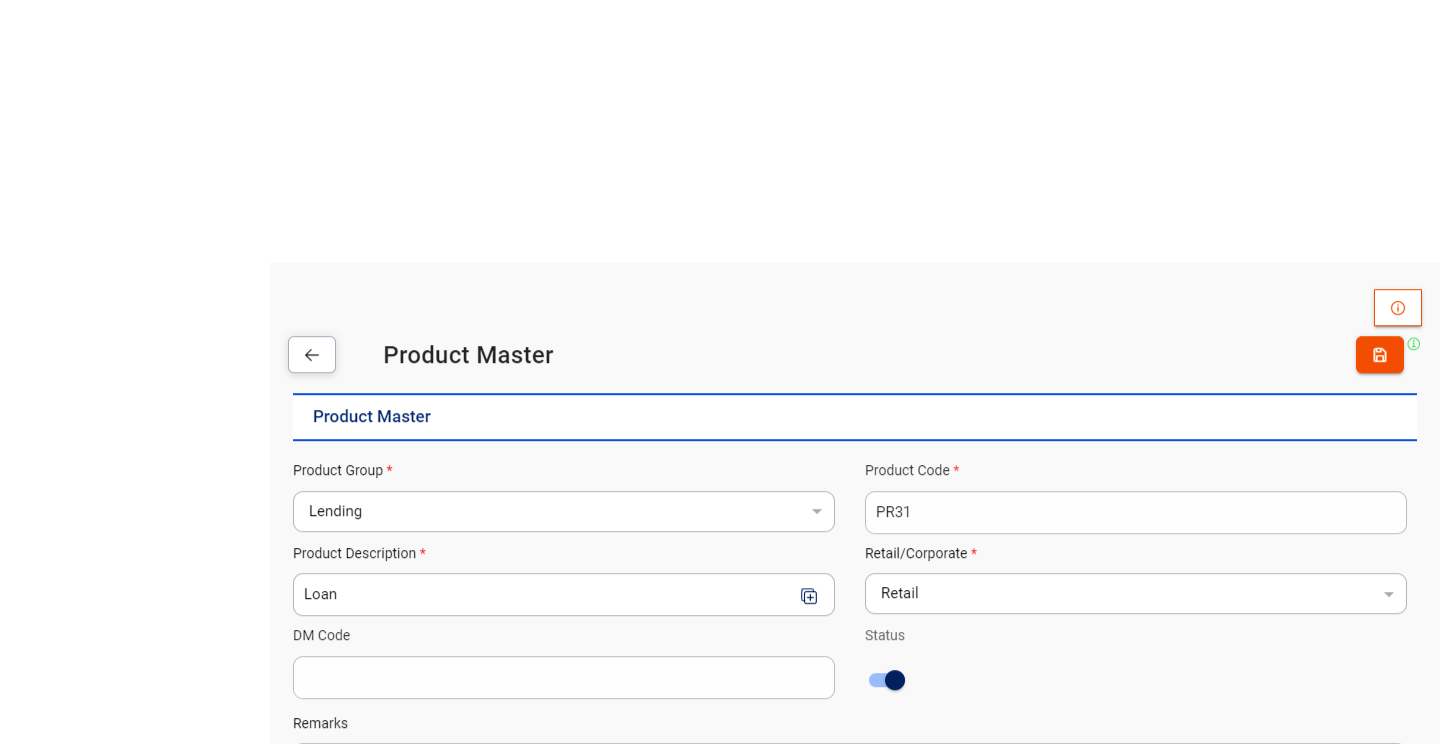 Product Master
Product Master
Product Group *
Product Code *
Lending
PR31
Product Description *
Retail/Corporate *
Loan
Retail
DM Code
Status
Remarks